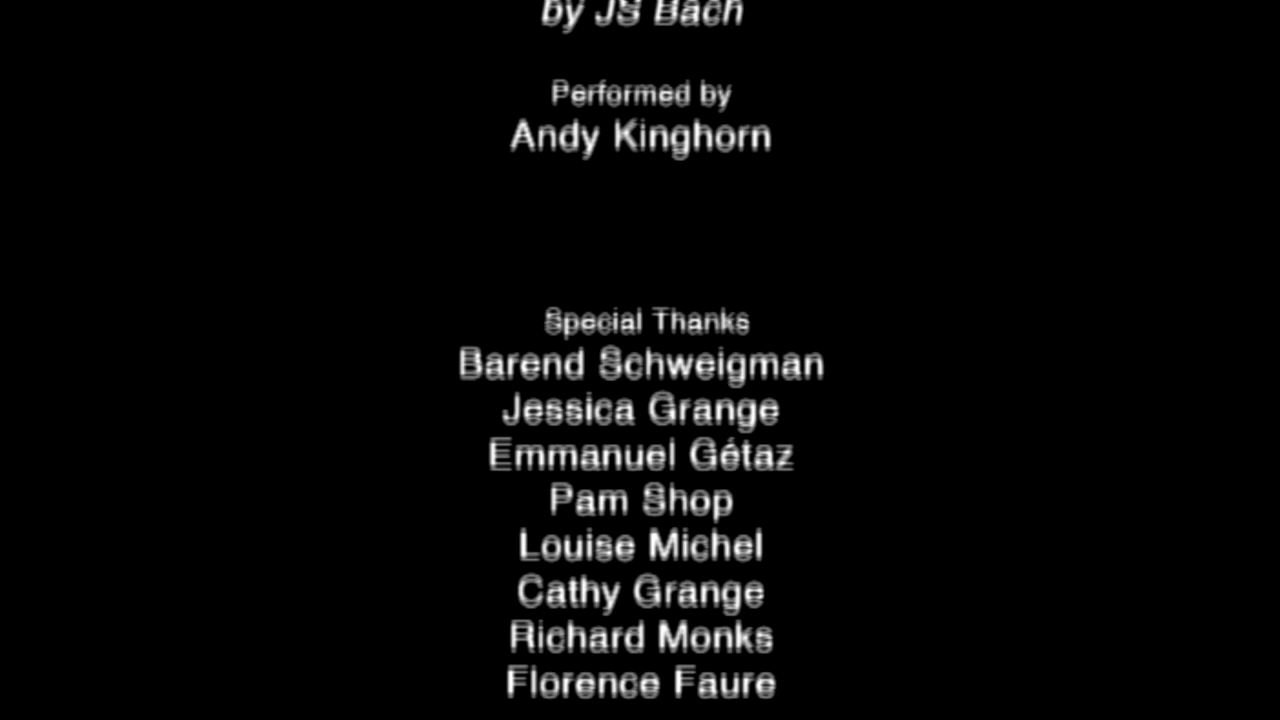 by JS Bach
Performed by
Andy Kinghorn
Special Thanks
Barend Schweigman
Jessica Grange
Emmanuel Gétaz
Pam Shop
Louise Michel
Cathy Grange
Richard Monks
Florence Faure